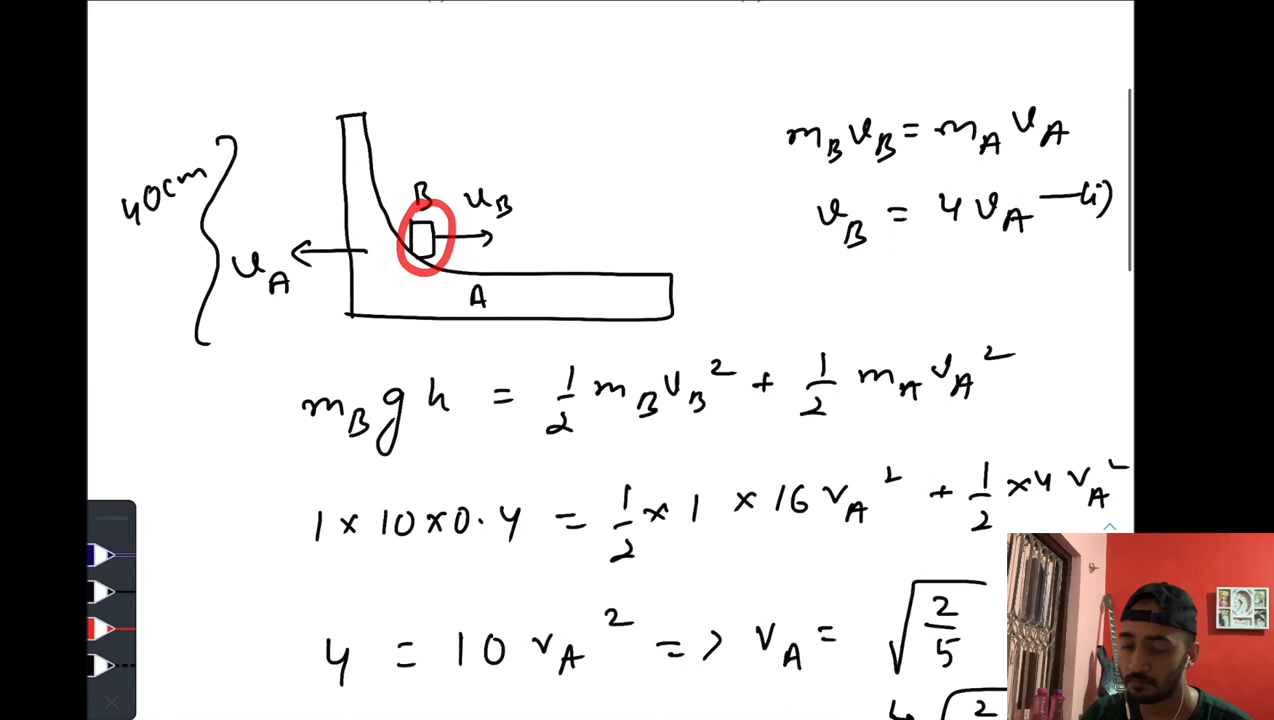 m_B v_B = m_A v_A
v_B = 4 v_A —(i)
40cm
B
v_B
v_A
A
m_B g h = 1/2 m_B v_B^2 + 1/2 m_A v_A^2
1 × 10 × 0.4 = 1/2 × 1 × 16 v_A^2 + 1/2 × 4 v_A^2
4 = 10 v_A^2 => v_A = √(2/5)